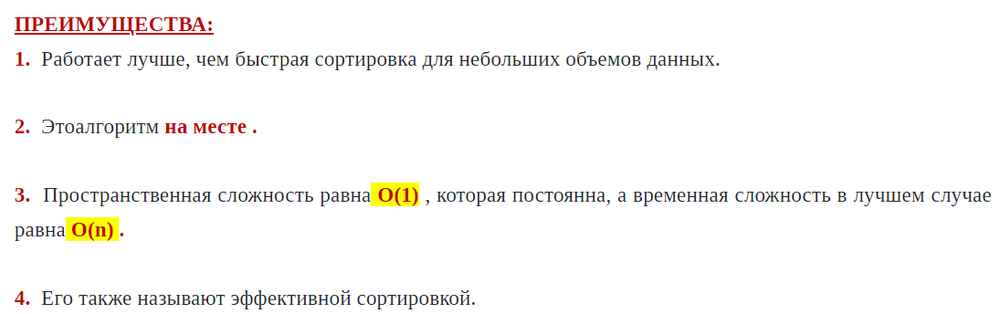 ПРЕИМУЩЕСТВА:
1. Работает лучше, чем быстрая сортировка для небольших объемов данных.
2. Этоалгоритм на месте .
3. Пространственная сложность равна O(1) , которая постоянна, а временная сложность в лучшем случае
равна O(n) .
4. Его также называют эффективной сортировкой.